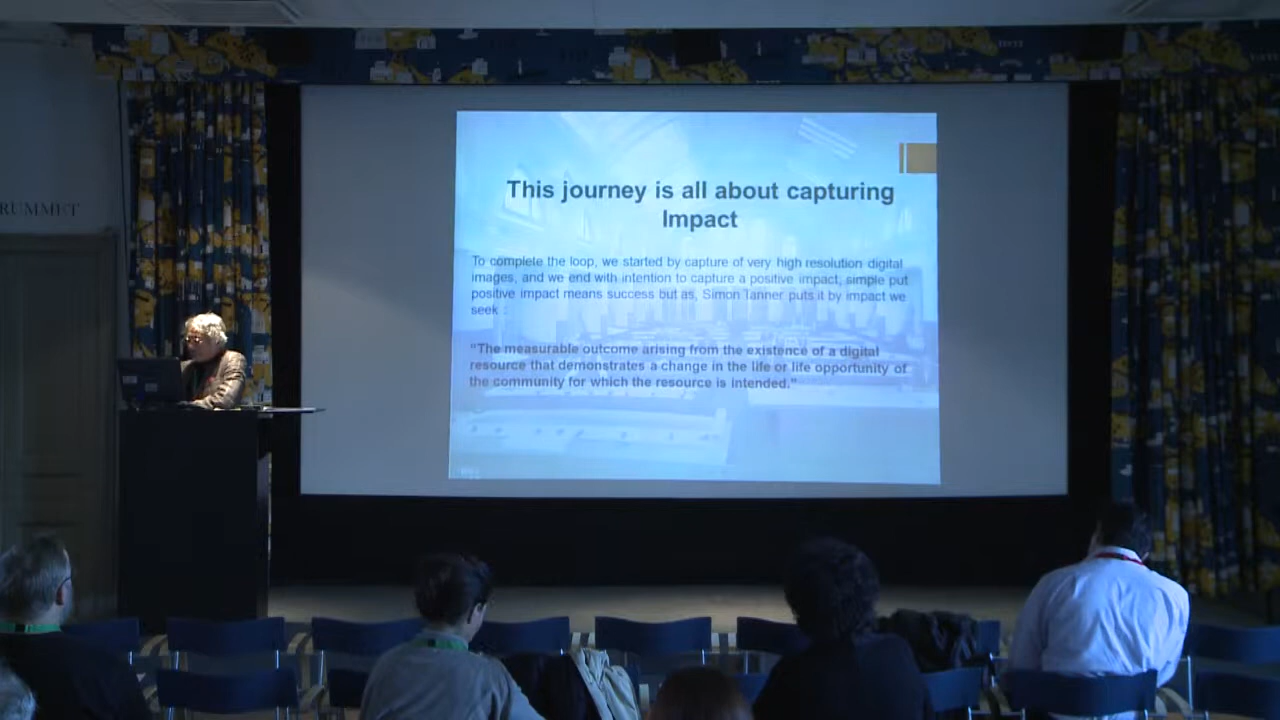 This journey is all about capturing
Impact
To complete the loop, we started by capture of very high resolution digital
images, and we end with intention to capture a positive impact, simple put
positive impact means success but as, Simon Tanner puts it by impact we
seek :
“The measurable outcome arising from the existence of a digital
resource that demonstrates a change in the life or life opportunity of
the community for which the resource is intended.”
RUMMET